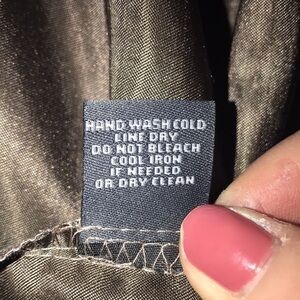 HAND WASH COLD
LINE DRY
DO NOT BLEACH
COOL IRON
IF NEEDED
OR DRY CLEAN